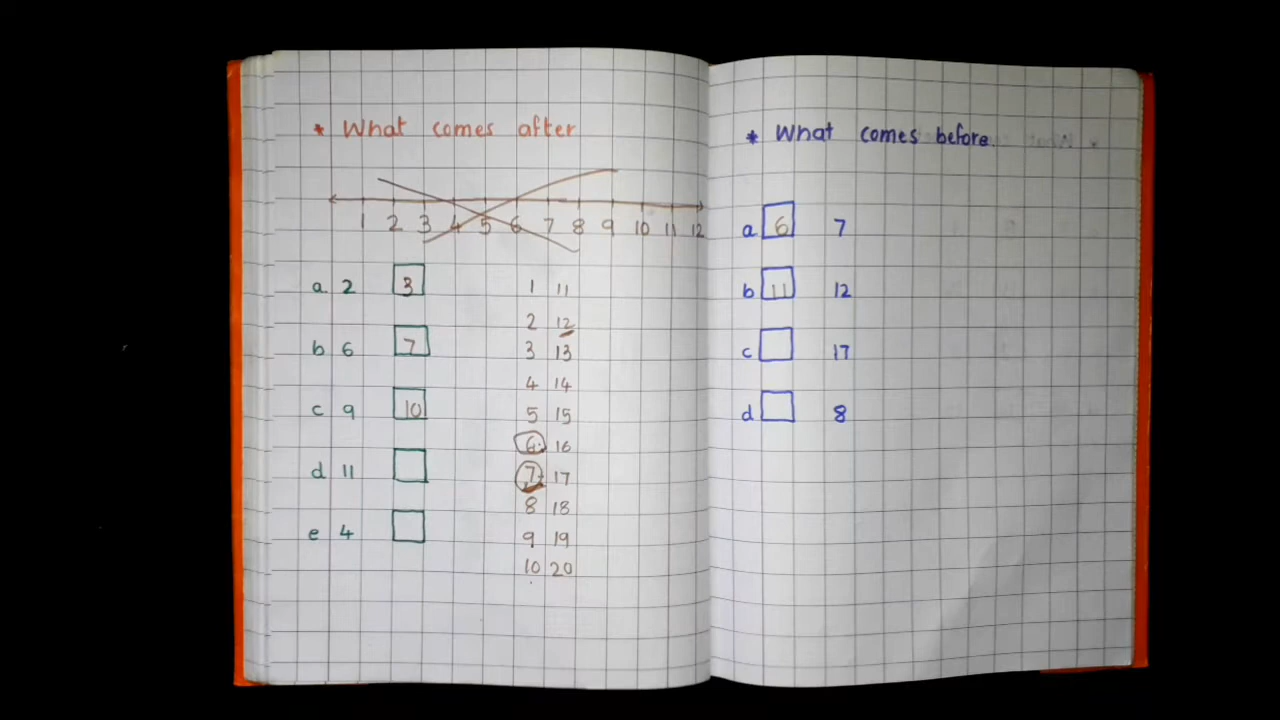 * What comes after
1 2 3 4 5 6 7 8 9 10 11 12
a 2 3
b 6 7
c 9 10
d 11
e 4
1 11
2 12
3 13
4 14
5 15
6 16
7 17
8 18
9 19
10 20
* What comes before.
a 6 7
b 11 12
c 17
d 8